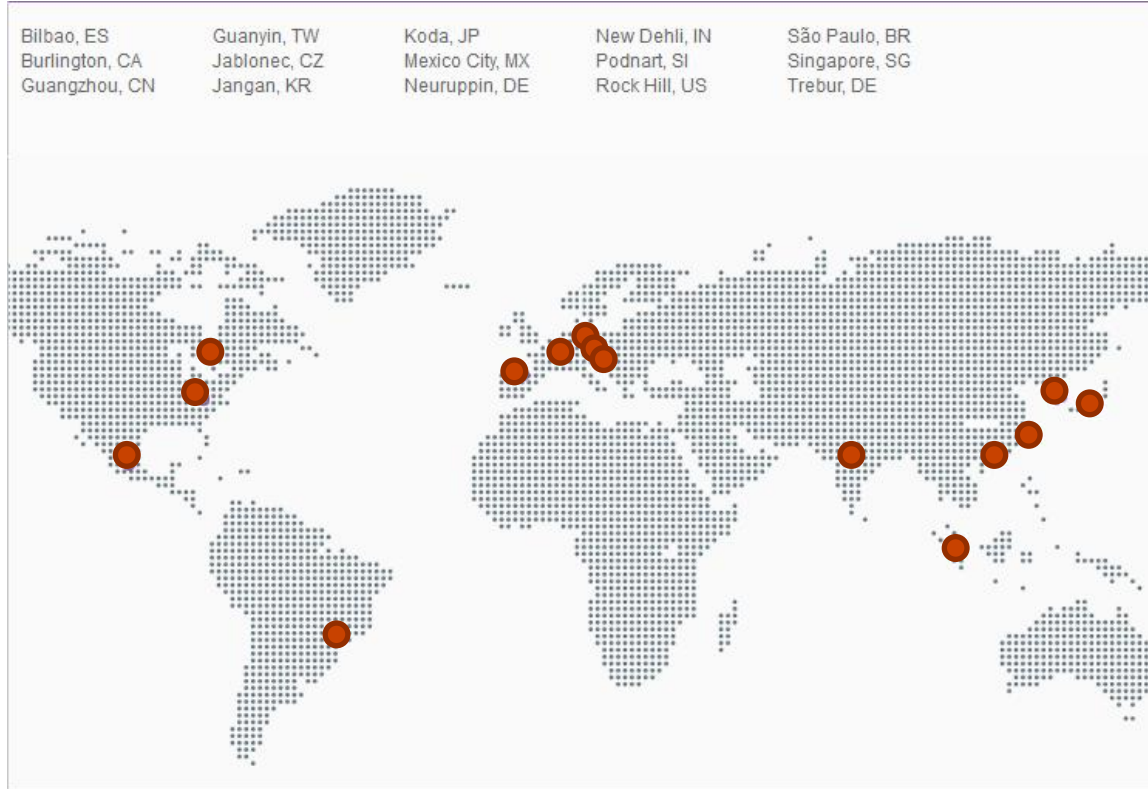 Bilbao, ES
Burlington, CA
Guangzhou, CN
Guanyin, TW
Jablonec, CZ
Jangan, KR
Koda, JP
Mexico City, MX
Neuruppin, DE
New Dehli, IN
Podnart, SI
Rock Hill, US
São Paulo, BR
Singapore, SG
Trebur, DE